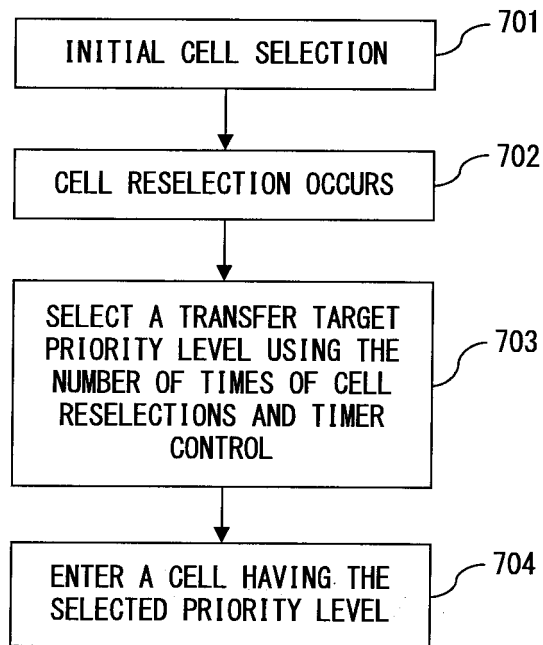 701
INITIAL CELL SELECTION
702
CELL RESELECTION OCCURS
703
SELECT A TRANSFER TARGET
PRIORITY LEVEL USING THE
NUMBER OF TIMES OF CELL
RESELECTIONS AND TIMER
CONTROL
704
ENTER A CELL HAVING THE
SELECTED PRIORITY LEVEL